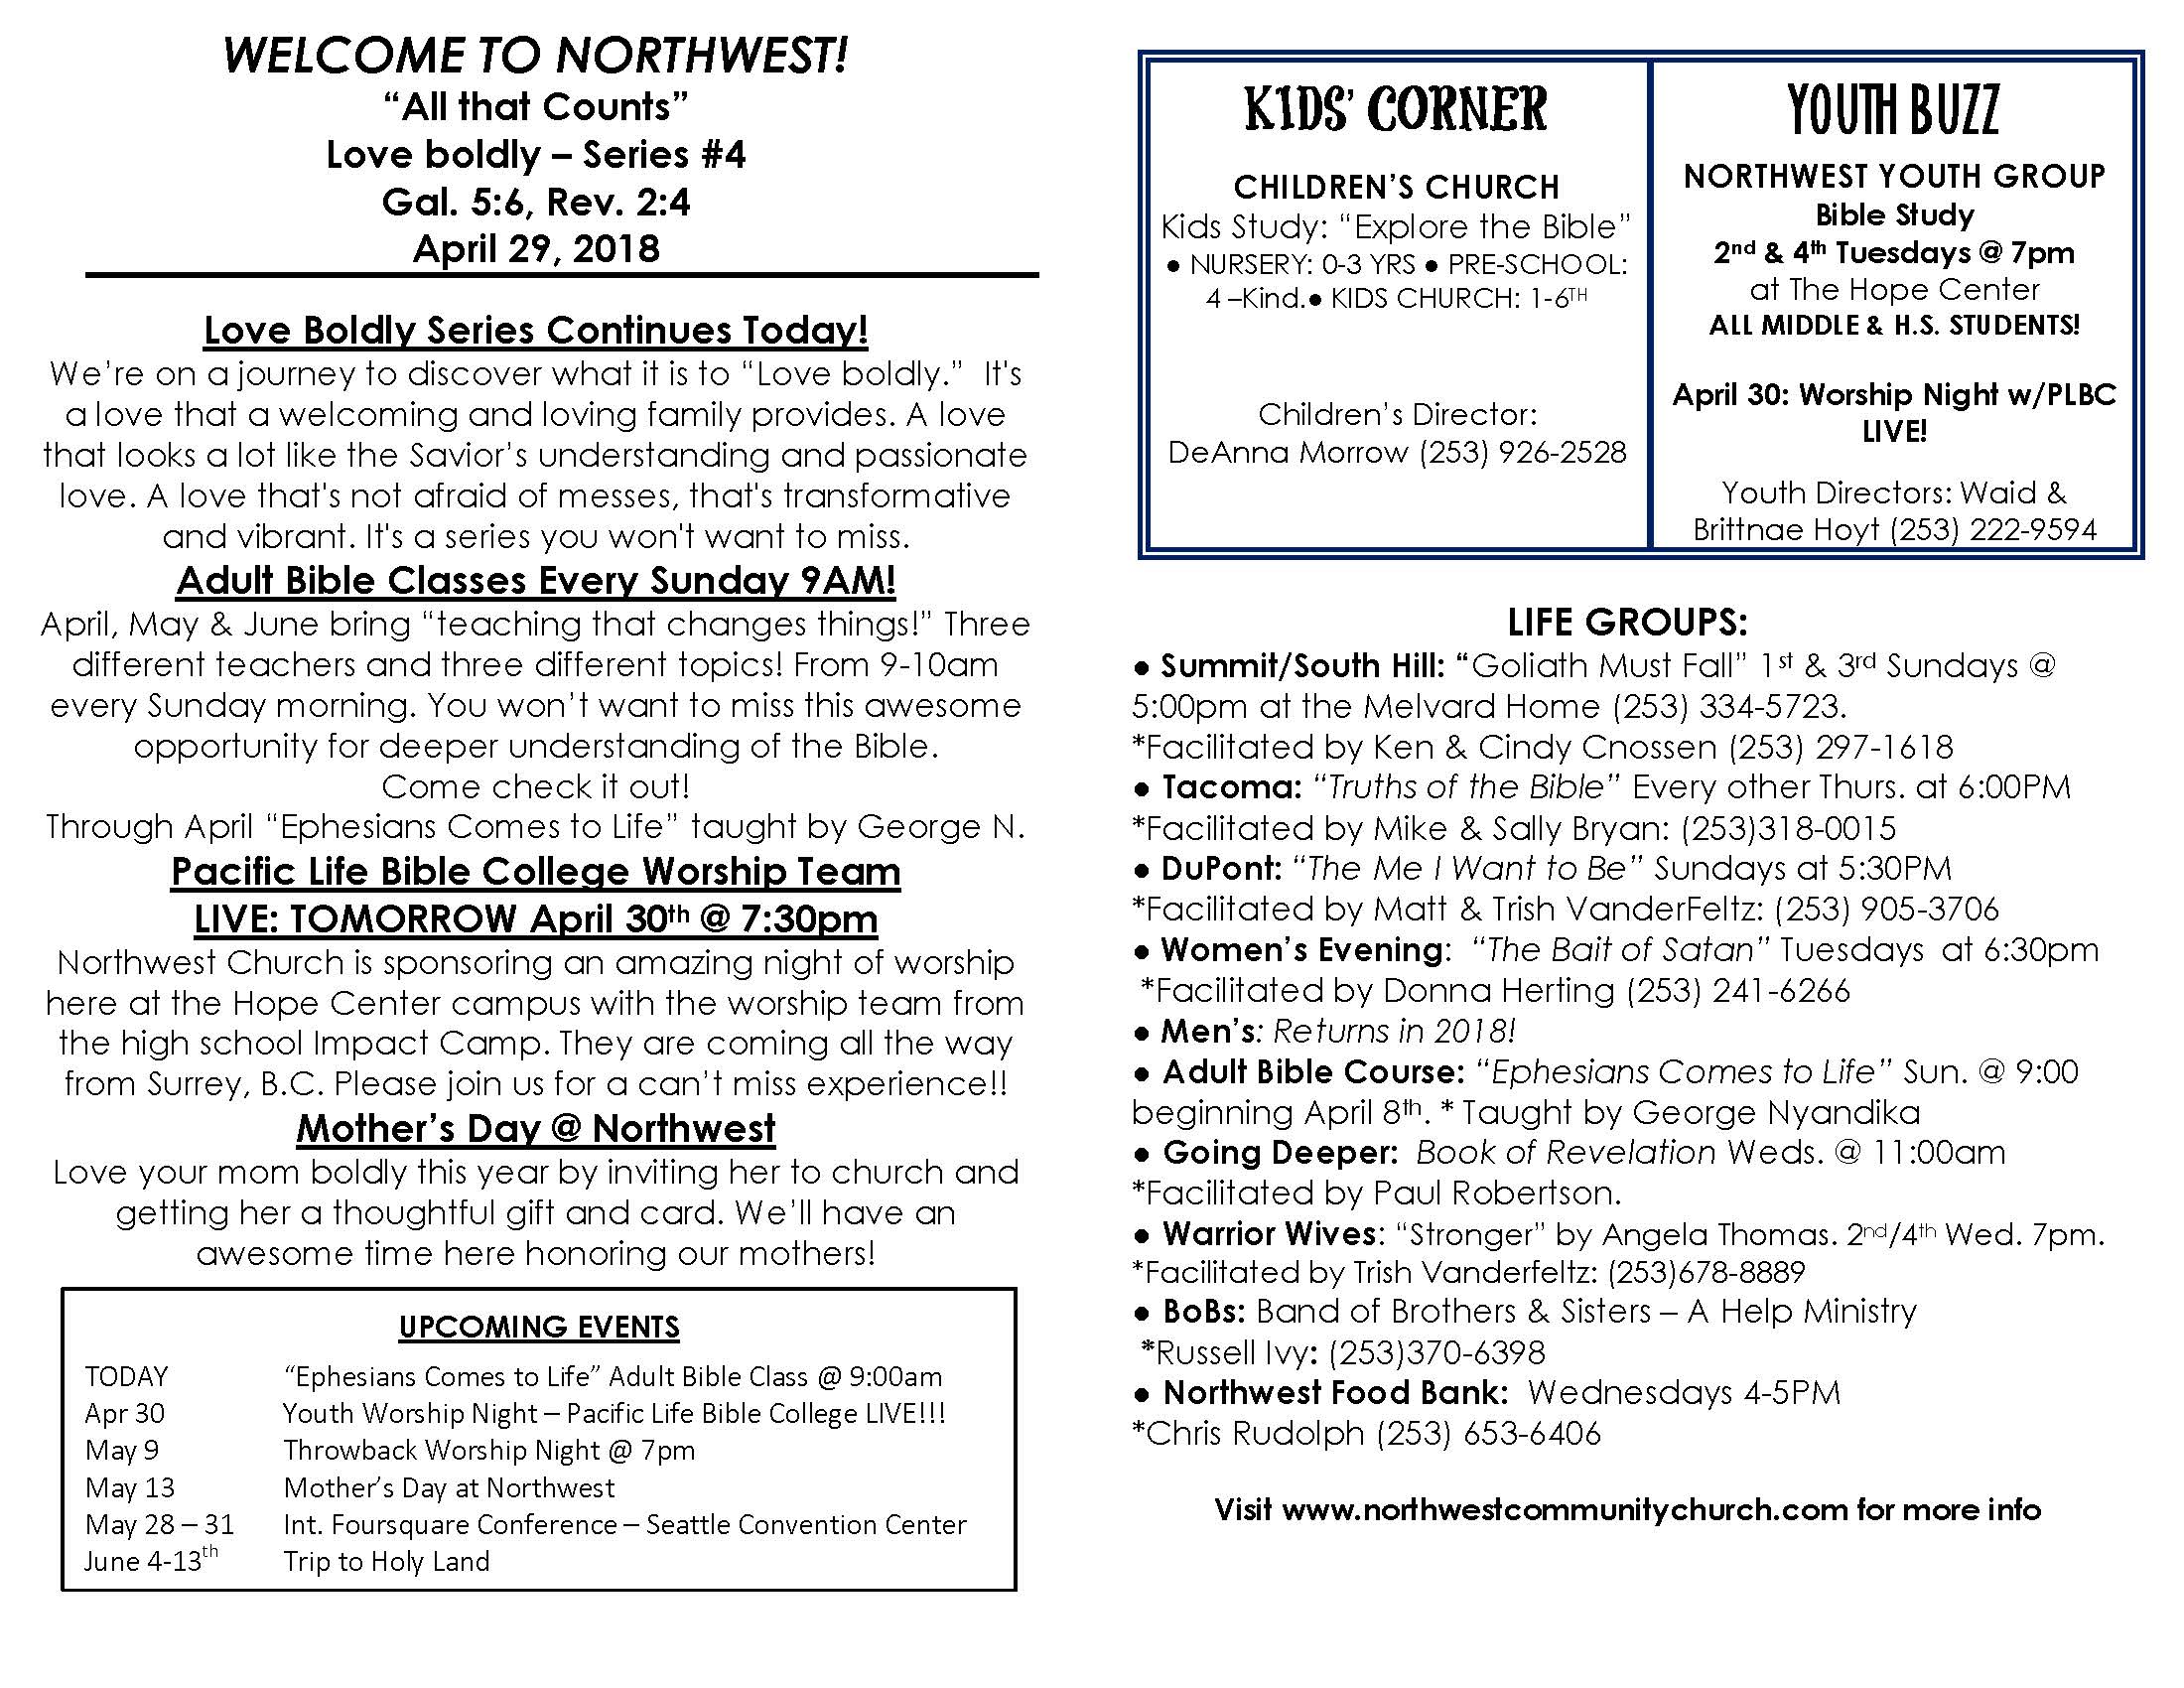 WELCOME TO NORTHWEST!
“All that Counts”
Love boldly – Series #4
Gal. 5:6, Rev. 2:4
April 29, 2018
Love Boldly Series Continues Today!
We’re on a journey to discover what it is to “Love boldly.”  It's
a love that a welcoming and loving family provides. A love
that looks a lot like the Savior’s understanding and passionate
love. A love that's not afraid of messes, that's transformative
and vibrant. It's a series you won't want to miss.
Adult Bible Classes Every Sunday 9AM!
April, May & June bring “teaching that changes things!” Three
different teachers and three different topics! From 9-10am
every Sunday morning. You won’t want to miss this awesome
opportunity for deeper understanding of the Bible.
Come check it out!
Through April “Ephesians Comes to Life” taught by George N.
Pacific Life Bible College Worship Team
LIVE: TOMORROW April 30th @ 7:30pm
Northwest Church is sponsoring an amazing night of worship
here at the Hope Center campus with the worship team from
the high school Impact Camp. They are coming all the way
from Surrey, B.C. Please join us for a can’t miss experience!!
Mother’s Day @ Northwest
Love your mom boldly this year by inviting her to church and
getting her a thoughtful gift and card. We’ll have an
awesome time here honoring our mothers!
UPCOMING EVENTS
TODAY “Ephesians Comes to Life” Adult Bible Class @ 9:00am
Apr 30 Youth Worship Night – Pacific Life Bible College LIVE!!!
May 9 Throwback Worship Night @ 7pm
May 13 Mother’s Day at Northwest
May 28 – 31 Int. Foursquare Conference – Seattle Convention Center
June 4-13th Trip to Holy Land
KIDS’ CORNER
CHILDREN’S CHURCH
Kids Study: “Explore the Bible”
● NURSERY: 0-3 YRS ● PRE-SCHOOL:
4 –Kind.● KIDS CHURCH: 1-6TH
Children’s Director:
DeAnna Morrow (253) 926-2528
YOUTH BUZZ
NORTHWEST YOUTH GROUP
Bible Study
2nd & 4th Tuesdays @ 7pm
at The Hope Center
ALL MIDDLE & H.S. STUDENTS!
April 30: Worship Night w/PLBC
LIVE!
Youth Directors: Waid &
Brittnae Hoyt (253) 222-9594
LIFE GROUPS:
● Summit/South Hill: “Goliath Must Fall” 1st & 3rd Sundays @
5:00pm at the Melvard Home (253) 334-5723.
*Facilitated by Ken & Cindy Cnossen (253) 297-1618
● Tacoma: “Truths of the Bible” Every other Thurs. at 6:00PM
*Facilitated by Mike & Sally Bryan: (253)318-0015
● DuPont: “The Me I Want to Be” Sundays at 5:30PM
*Facilitated by Matt & Trish VanderFeltz: (253) 905-3706
● Women’s Evening:  “The Bait of Satan” Tuesdays  at 6:30pm
*Facilitated by Donna Herting (253) 241-6266
● Men’s: Returns in 2018!
● Adult Bible Course: “Ephesians Comes to Life” Sun. @ 9:00
beginning April 8th. * Taught by George Nyandika
● Going Deeper:  Book of Revelation Weds. @ 11:00am
*Facilitated by Paul Robertson.
● Warrior Wives: “Stronger” by Angela Thomas. 2nd/4th Wed. 7pm.
*Facilitated by Trish Vanderfeltz: (253)678-8889
● BoBs: Band of Brothers & Sisters – A Help Ministry
*Russell Ivy: (253)370-6398
● Northwest Food Bank:  Wednesdays 4-5PM
*Chris Rudolph (253) 653-6406
Visit www.northwestcommunitychurch.com for more info